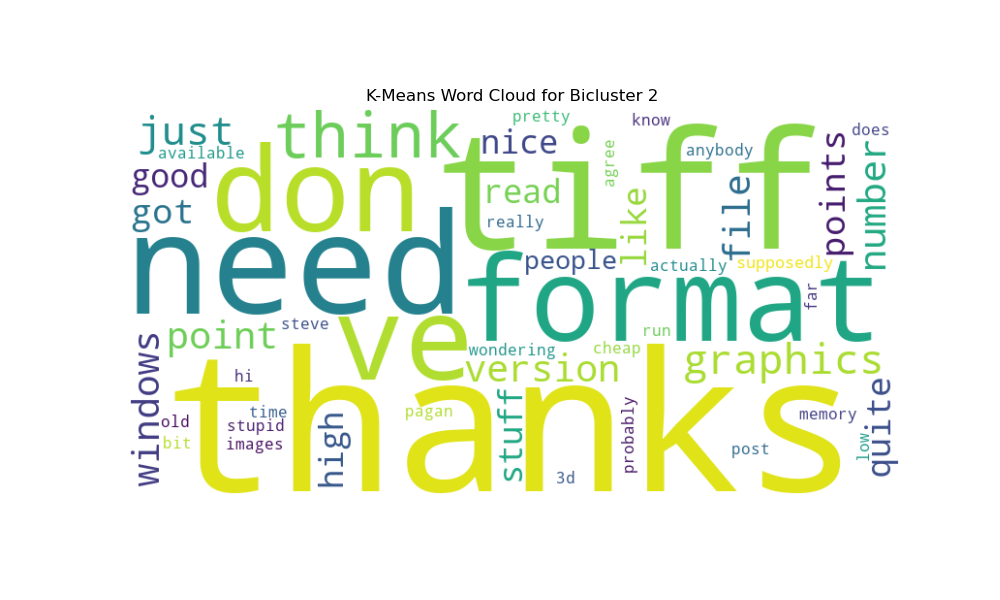 K-Means Word Cloud for Bicluster 2
just
think
pretty
nice
know
does
available
tiff
anybody
agree
good
don
read
like
file
points
number
got
really
need
people
actually
supposedly
format
far
point
steve
ve
run
wondering
cheap
version
graphics
windows
hi
thanks
old
time
pagan
memory
quite
bit
stupid
images
high
stuff
probably
post
low
3d